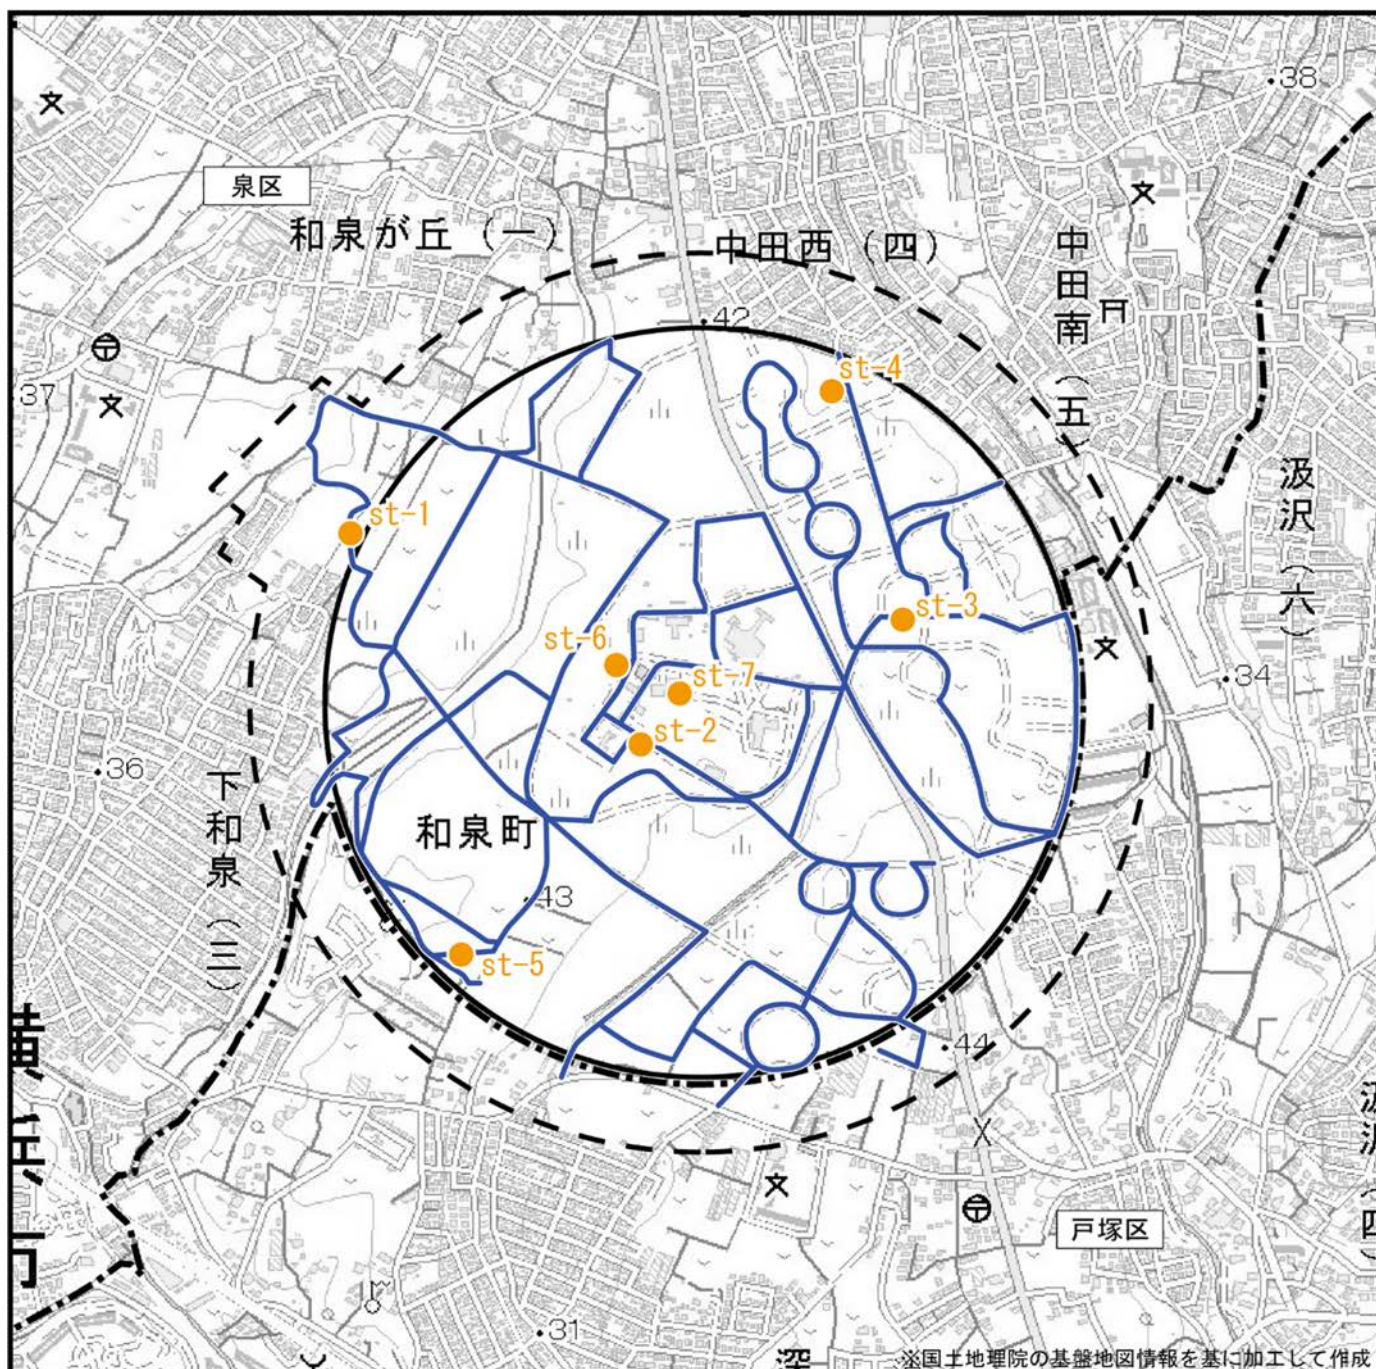 ・38
泉区
和泉が丘（一）
中田西（四）
中田南（五）
・42
st-4
・37
汲沢（六）
st-1
st-3
st-6
st-7
・34
st-2
・36
下和泉（三）
和泉町
・43
st-5
・44
戸塚区
・31
※国土地理院の基盤地図情報を基に加工して作成